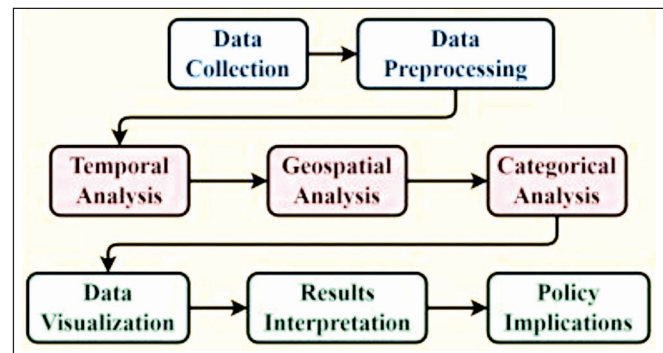 Data
Collection
Data
Preprocessing
Temporal
Analysis
Geospatial
Analysis
Categorical
Analysis
Data
Visualization
Results
Interpretation
Policy
Implications